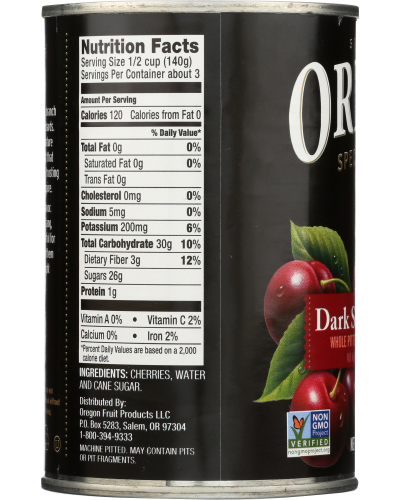 Nutrition Facts
Serving Size 1/2 cup (140g)
Servings Per Container about 3
Amount Per Serving
Calories 120 Calories from Fat 0
% Daily Value*
Total Fat 0g 0%
Saturated Fat 0g 0%
Trans Fat 0g
Cholesterol 0mg 0%
Sodium 5mg 0%
Potassium 200mg 6%
Total Carbohydrate 30g 10%
Dietary Fiber 3g 12%
Sugars 26g
Protein 1g
Vitamin A 0% • Vitamin C 2%
Calcium 0% • Iron 2%
*Percent Daily Values are based on a 2,000
calorie diet.
INGREDIENTS: CHERRIES, WATER
AND CANE SUGAR.
Distributed By:
Oregon Fruit Products LLC
P.O. Box 5283, Salem, OR 97304
1-800-394-9333
MACHINE PITTED. MAY CONTAIN PITS
OR PIT FRAGMENTS.
OR
SPE
Dark S
WHOLE PIT
NON
GMO
Project
VERIFIED
nongmoproject.org